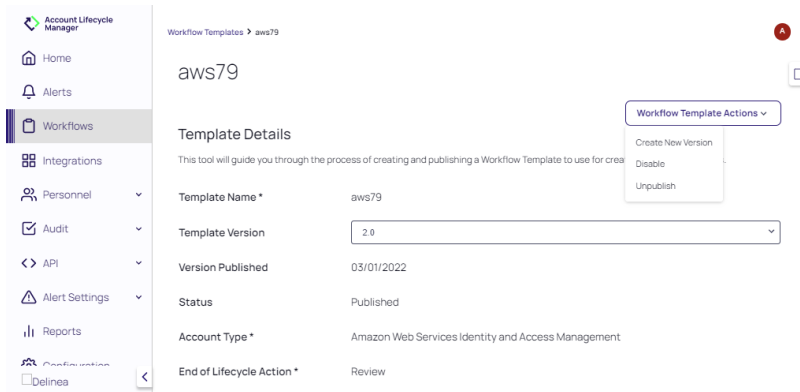 Account Lifecycle
Manager
Workflow Templates > aws79
A
Home
aws79
Alerts
Workflow Template Actions
Workflows
Create New Version
Template Details
Disable
This tool will guide you through the process of creating and publishing a Workflow Template to use for crea
Unpublish
Integrations
Personnel
Template Name * aws79
Audit
Template Version 2.0
API
Version Published 03/01/2022
Alert Settings
Status Published
Reports
Account Type * Amazon Web Services Identity and Access Management
Configuration
End of Lifecycle Action * Review
Delinea